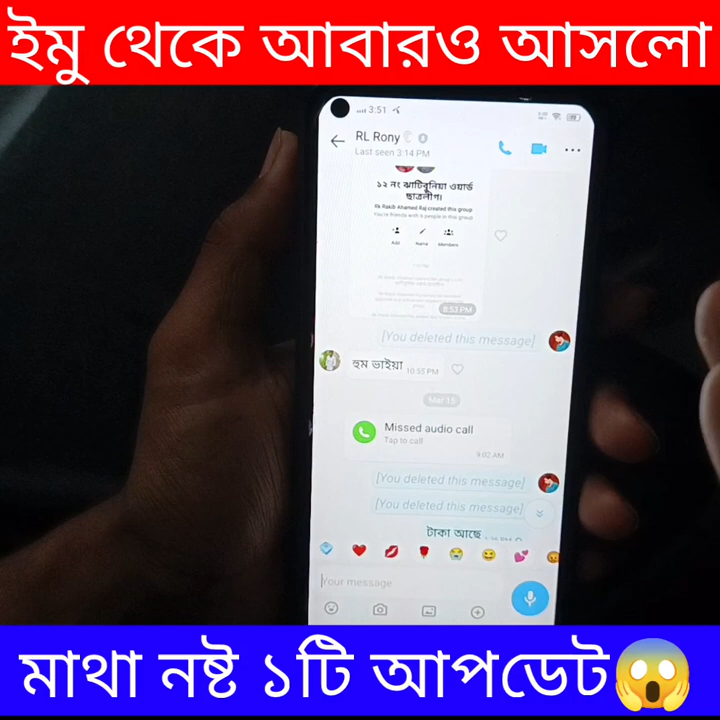 ইমু থেকে আবারও আসলো
3:51
RL Rony
Last seen 3:14 PM
১২ নং ঝাটিবুনিয়া ওয়ার্ড
ছাত্রলীগ।
Rk Rakib Ahamed Raj created this group
You're friends with 6 people in this group
Add Name Members
8:53 PM
[You deleted this message]
হুম ভাইয়া 10:55 PM
Mar 15
Missed audio call
Tap to call
9:02 AM
[You deleted this message]
[You deleted this message]
টাকা আছে
Your message
মাথা নষ্ট ১টি আপডেট😱